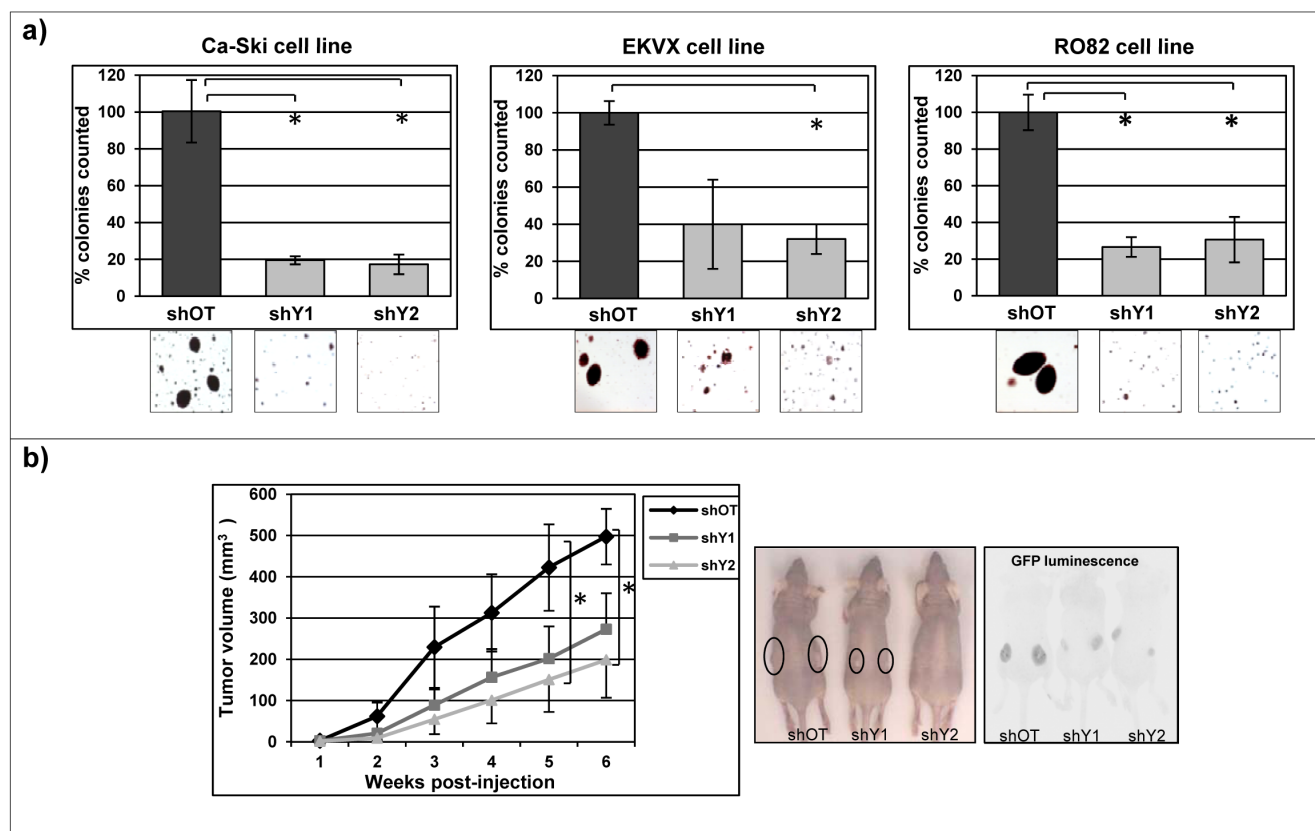 a)
Ca-Ski cell line
% colonies counted
120
100
80
60
40
20
0
*
*
shOT shY1 shY2
EKVX cell line
% colonies counted
120
100
80
60
40
20
0
*
shOT shY1 shY2
RO82 cell line
% colonies counted
120
100
80
60
40
20
0
*
*
shOT shY1 shY2
b)
Tumor volume (mm3 )
600
500
400
300
200
100
0
*
*
1 2 3 4 5 6
Weeks post-injection
shOT
shY1
shY2
shOT shY1 shY2
GFP luminescence
shOT shY1 shY2